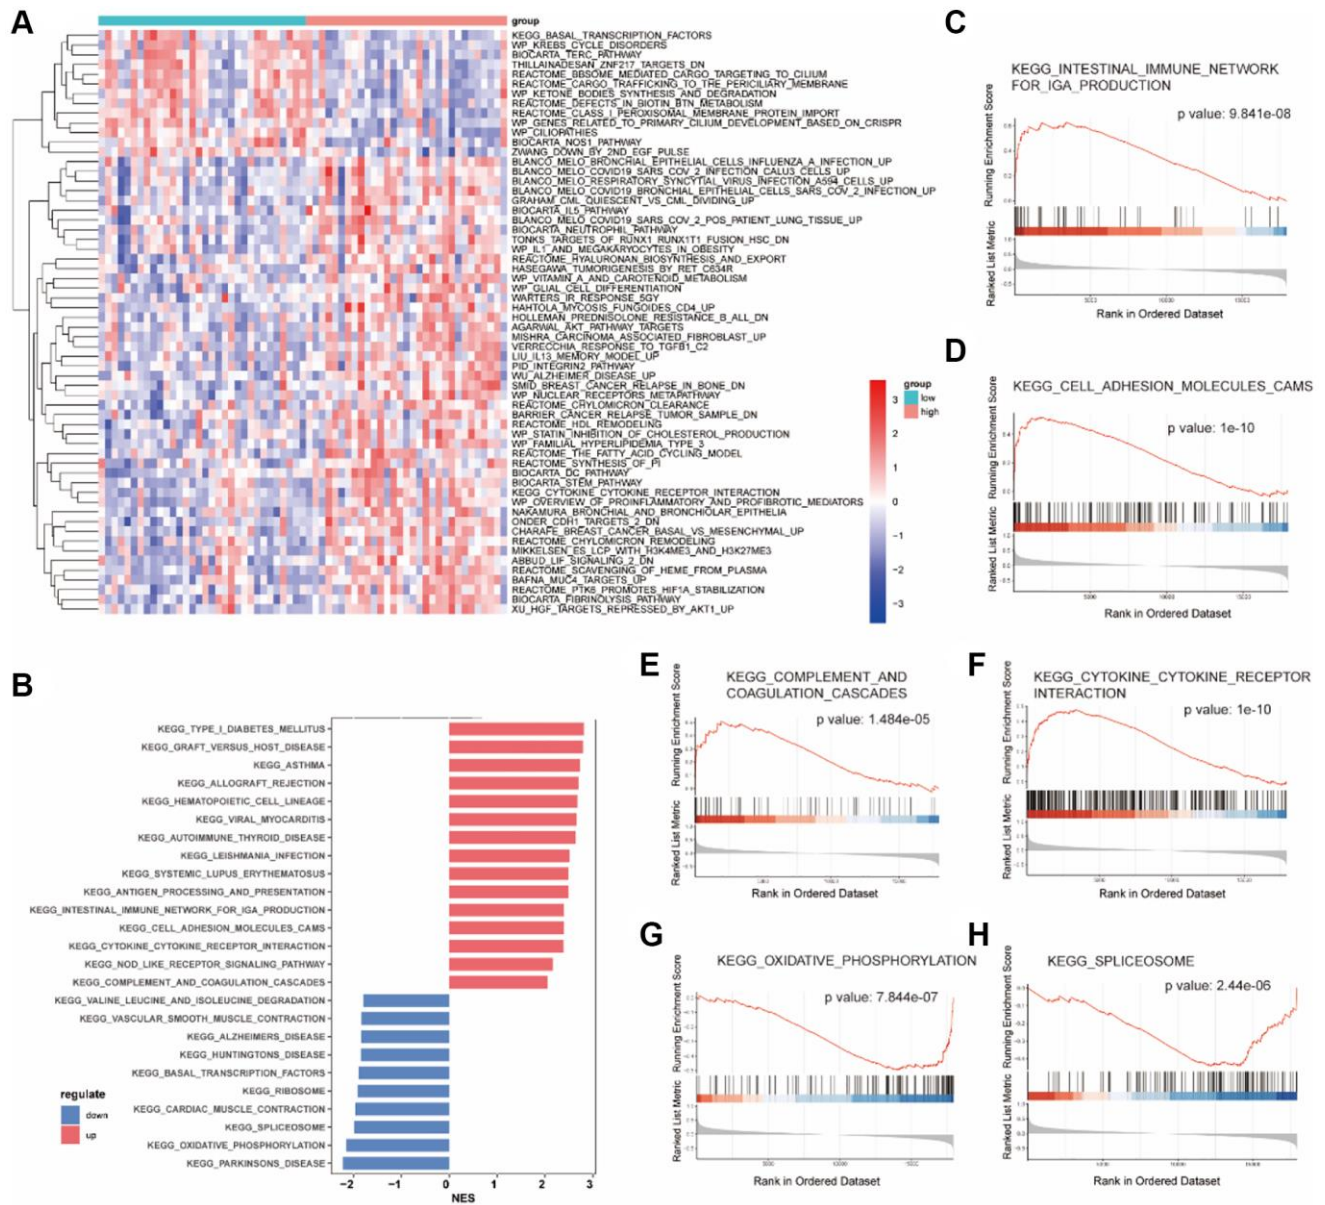 A
group
KEGG_BASAL_TRANSCRIPTION_FACTORS
WP_KREBS_CYCLE_DISORDERS
BIOCARTA_TERC_PATHWAY
THILLAINADESAN_ZNF217_TARGETS_DN
REACTOME_BBSOME_MEDIATED_CARGO_TARGETING_TO_CILIUM
REACTOME_CARGO_TRAFFICKING_TO_THE_PERICILIARY_MEMBRANE
WP_KETONE_BODIES_SYNTHESIS_AND_DEGRADATION
REACTOME_DEFECTS_IN_BIOTIN_BTN_METABOLISM
REACTOME_CLASS_I_PEROXISOMAL_MEMBRANE_PROTEIN_IMPORT
WP_GENES_RELATED_TO_PRIMARY_CILIUM_DEVELOPMENT_BASED_ON_CRISPR
WP_CILIOPATHIES
BIOCARTA_NOS1_PATHWAY
ZWANG_DOWN_BY_2ND_EGF_PULSE
BLANCO_MELO_BRONCHIAL_EPITHELIAL_CELLS_INFLUENZA_A_INFECTION_UP
BLANCO_MELO_COVID19_SARS_COV_2_INFECTION_CALU3_CELLS_UP
BLANCO_MELO_RESPIRATORY_SYNCYTIAL_VIRUS_INFECTION_A594_CELLS_UP
BLANCO_MELO_COVID19_BRONCHIAL_EPITHELIAL_CELLS_SARS_COV_2_INFECTION_UP
GRAHAM_CML_QUIESCENT_VS_CML_DIVIDING_UP
BIOCARTA_IL5_PATHWAY
BLANCO_MELO_COVID19_SARS_COV_2_POS_PATIENT_LUNG_TISSUE_UP
BIOCARTA_NEUTROPHIL_PATHWAY
TONKS_TARGETS_OF_RUNX1_RUNX1T1_FUSION_HSC_DN
WP_IL1_AND_MEGAKARYOCYTES_IN_OBESITY
REACTOME_HYALURONAN_BIOSYNTHESIS_AND_EXPORT
HASEGAWA_TUMORIGENESIS_BY_RET_C634R
WP_VITAMIN_A_AND_CAROTENOID_METABOLISM
WP_GLIAL_CELL_DIFFERENTIATION
WARTERS_IR_RESPONSE_5GY
HAHTOLA_MYCOSIS_FUNGOIDES_CD4_UP
HOLLEMAN_PREDNISOLONE_RESISTANCE_B_ALL_DN
AGARWAL_AKT_PATHWAY_TARGETS
MISHRA_CARCINOMA_ASSOCIATED_FIBROBLAST_UP
VERRECCHIA_RESPONSE_TO_TGFB1_C2
LIU_IL13_MEMORY_MODEL_UP
PID_INTEGRIN2_PATHWAY
WU_ALZHEIMER_DISEASE_UP
SMID_BREAST_CANCER_RELAPSE_IN_BONE_DN
WP_NUCLEAR_RECEPTORS_METAPATHWAY
REACTOME_CHYLOMICRON_CLEARANCE
BARRIER_CANCER_RELAPSE_TUMOR_SAMPLE_DN
REACTOME_HDL_REMODELING
WP_STATIN_INHIBITION_OF_CHOLESTEROL_PRODUCTION
WP_FAMILIAL_HYPERLIPIDEMIA_TYPE_3
REACTOME_THE_FATTY_ACID_CYCLING_MODEL
REACTOME_SYNTHESIS_OF_PI
BIOCARTA_DC_PATHWAY
BIOCARTA_STEM_PATHWAY
KEGG_CYTOKINE_CYTOKINE_RECEPTOR_INTERACTION
WP_OVERVIEW_OF_PROINFLAMMATORY_AND_PROFIBROTIC_MEDIATORS
NAKAMURA_BRONCHIAL_AND_BRONCHIOLAR_EPITHELIA
ONDER_CDH1_TARGETS_2_DN
CHARAFE_BREAST_CANCER_BASAL_VS_MESENCHYMAL_UP
REACTOME_CHYLOMICRON_REMODELING
MIKKELSEN_ES_LCP_WITH_H3K4ME3_AND_H3K27ME3
ABBUD_LIF_SIGNALING_2_DN
REACTOME_SCAVENGING_OF_HEME_FROM_PLASMA
BAFNA_MUC4_TARGETS_UP
REACTOME_PTK6_PROMOTES_HIF1A_STABILIZATION
BIOCARTA_FIBRINOLYSIS_PATHWAY
XU_HGF_TARGETS_REPRESSED_BY_AKT1_UP
3
2
1
0
−1
−2
−3
group
low
high
B
KEGG_TYPE_I_DIABETES_MELLITUS
KEGG_GRAFT_VERSUS_HOST_DISEASE
KEGG_ASTHMA
KEGG_ALLOGRAFT_REJECTION
KEGG_HEMATOPOIETIC_CELL_LINEAGE
KEGG_VIRAL_MYOCARDITIS
KEGG_AUTOIMMUNE_THYROID_DISEASE
KEGG_LEISHMANIA_INFECTION
KEGG_SYSTEMIC_LUPUS_ERYTHEMATOSUS
KEGG_ANTIGEN_PROCESSING_AND_PRESENTATION
KEGG_INTESTINAL_IMMUNE_NETWORK_FOR_IGA_PRODUCTION
KEGG_CELL_ADHESION_MOLECULES_CAMS
KEGG_CYTOKINE_CYTOKINE_RECEPTOR_INTERACTION
KEGG_NOD_LIKE_RECEPTOR_SIGNALING_PATHWAY
KEGG_COMPLEMENT_AND_COAGULATION_CASCADES
KEGG_VALINE_LEUCINE_AND_ISOLEUCINE_DEGRADATION
KEGG_VASCULAR_SMOOTH_MUSCLE_CONTRACTION
KEGG_ALZHEIMERS_DISEASE
KEGG_HUNTINGTONS_DISEASE
KEGG_BASAL_TRANSCRIPTION_FACTORS
KEGG_RIBOSOME
KEGG_CARDIAC_MUSCLE_CONTRACTION
KEGG_SPLICEOSOME
KEGG_OXIDATIVE_PHOSPHORYLATION
KEGG_PARKINSONS_DISEASE
regulate
down
up
−2 −1 0 1 2 3
NES
C
KEGG_INTESTINAL_IMMUNE_NETWORK
FOR_IGA_PRODUCTION
p value: 9.841e-08
Running Enrichment Score
Ranked List Metric
Rank in Ordered Dataset
D
KEGG_CELL_ADHESION_MOLECULES_CAMS
p value: 1e-10
Running Enrichment Score
Ranked List Metric
Rank in Ordered Dataset
E
KEGG_COMPLEMENT_AND
COAGULATION_CASCADES
p value: 1.484e-05
Running Enrichment Score
Ranked List Metric
Rank in Ordered Dataset
F
KEGG_CYTOKINE_CYTOKINE_RECEPTOR
INTERACTION
p value: 1e-10
Running Enrichment Score
Ranked List Metric
Rank in Ordered Dataset
G
KEGG_OXIDATIVE_PHOSPHORYLATION
p value: 7.844e-07
Running Enrichment Score
Ranked List Metric
Rank in Ordered Dataset
H
KEGG_SPLICEOSOME
p value: 2.44e-06
Running Enrichment Score
Ranked List Metric
Rank in Ordered Dataset